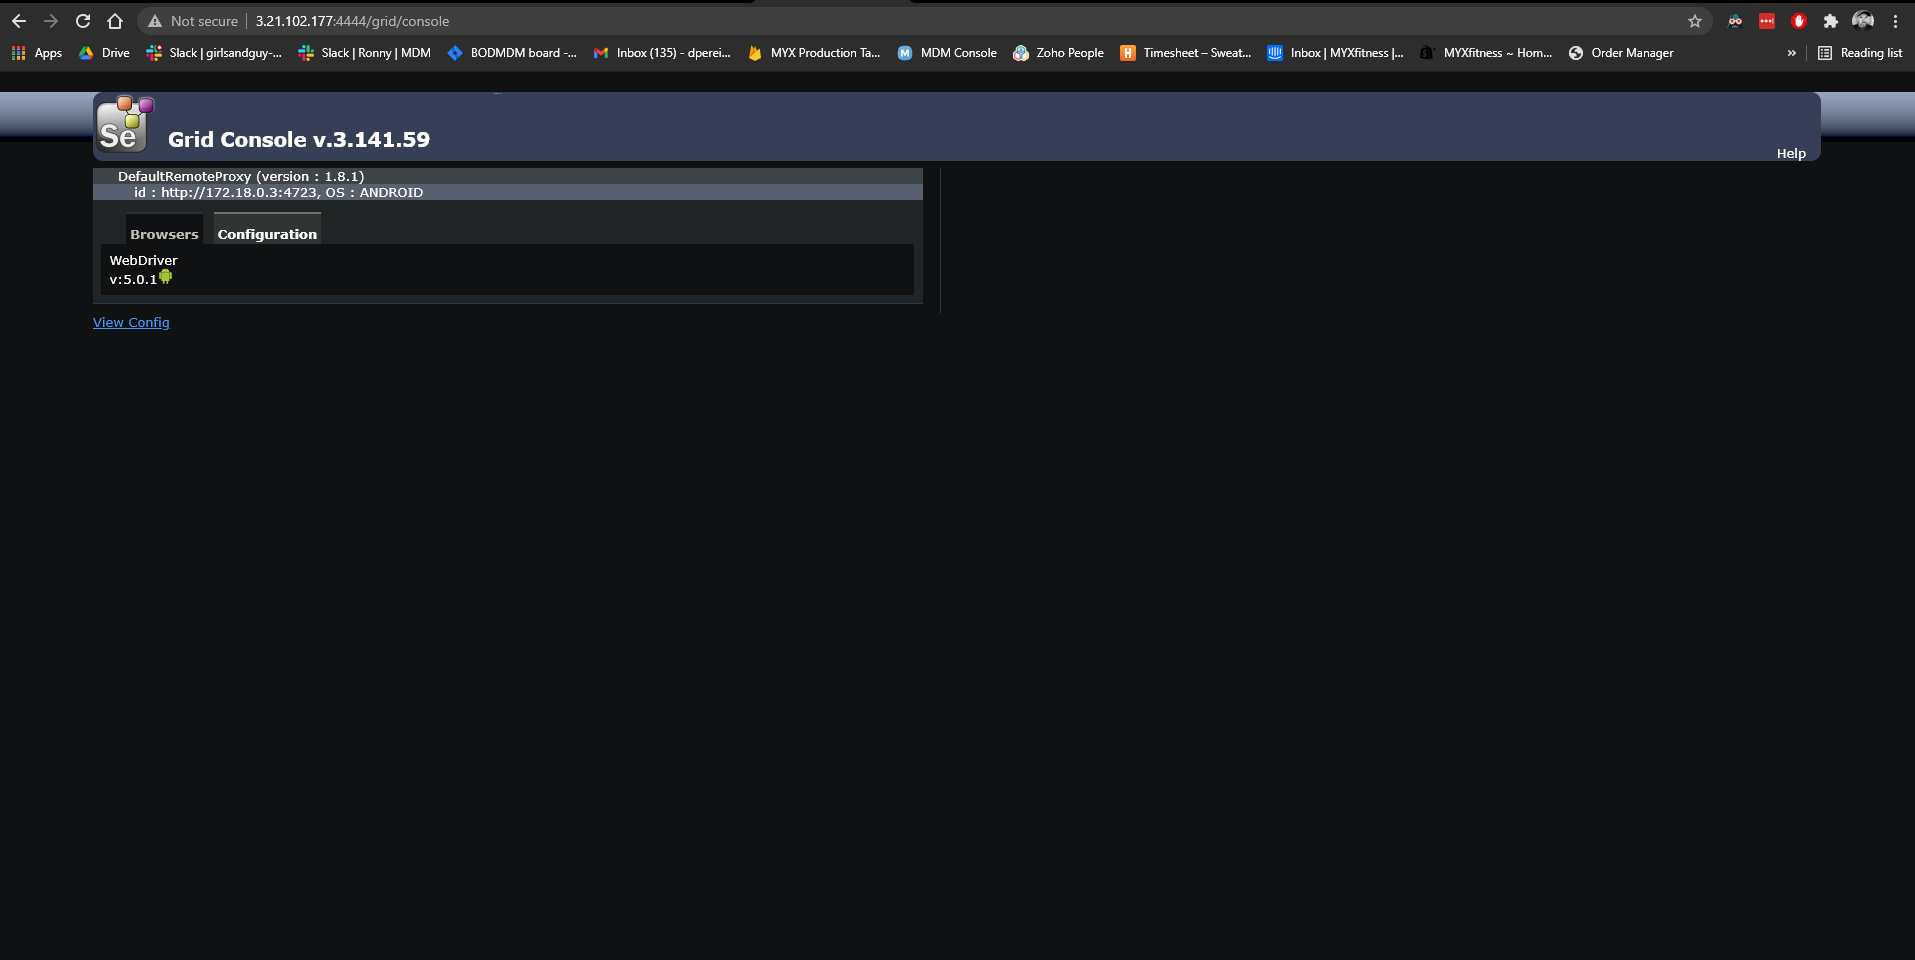 Not secure 3.21.102.177:4444/grid/console
Apps Drive Slack | girlsandguy-... Slack | Ronny | MDM BODMDM board -... Inbox (135) - dperei... MYX Production Ta... M MDM Console Zoho People H Timesheet – Sweat... Inbox | MYXfitness |... MYXfitness ~ Hom... Order Manager » Reading list
Se Grid Console v.3.141.59
Help
DefaultRemoteProxy (version : 1.8.1)
id : http://172.18.0.3:4723, OS : ANDROID
Browsers Configuration
WebDriver
v:5.0.1
View Config